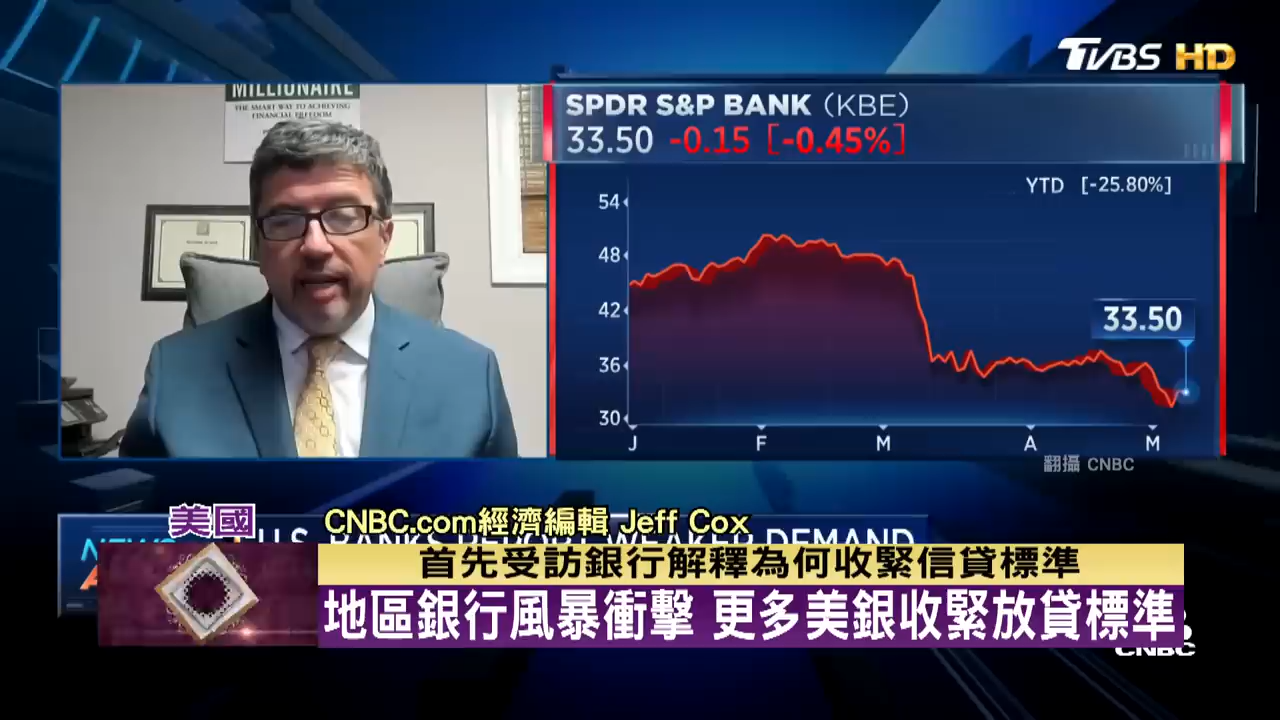 TVBS HD
MILLIONAIRE
THE SMART WAY TO ACHIEVING
FINANCIAL FREEDOM
SPDR S&P BANK (KBE)
33.50 -0.15 [-0.45%]
YTD [-25.80%]
54
48
42
36
30
33.50
J F M A M
翻攝 CNBC
美國
CNBC.com經濟編輯 Jeff Cox
U.S. BANKS REPORT WEAKER DEMAND
首先受訪銀行解釋為何收緊信貸標準
地區銀行風暴衝擊 更多美銀收緊放貸標準
CNBC